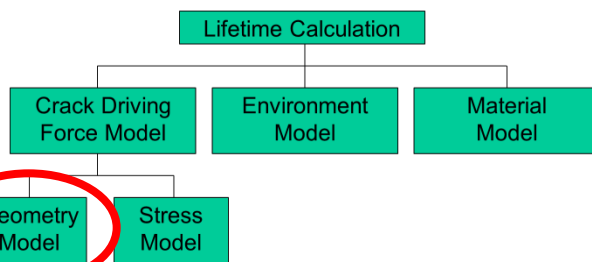 Lifetime Calculation
Crack Driving
Force Model
Environment
Model
Material
Model
eometry
Model
Stress
Model